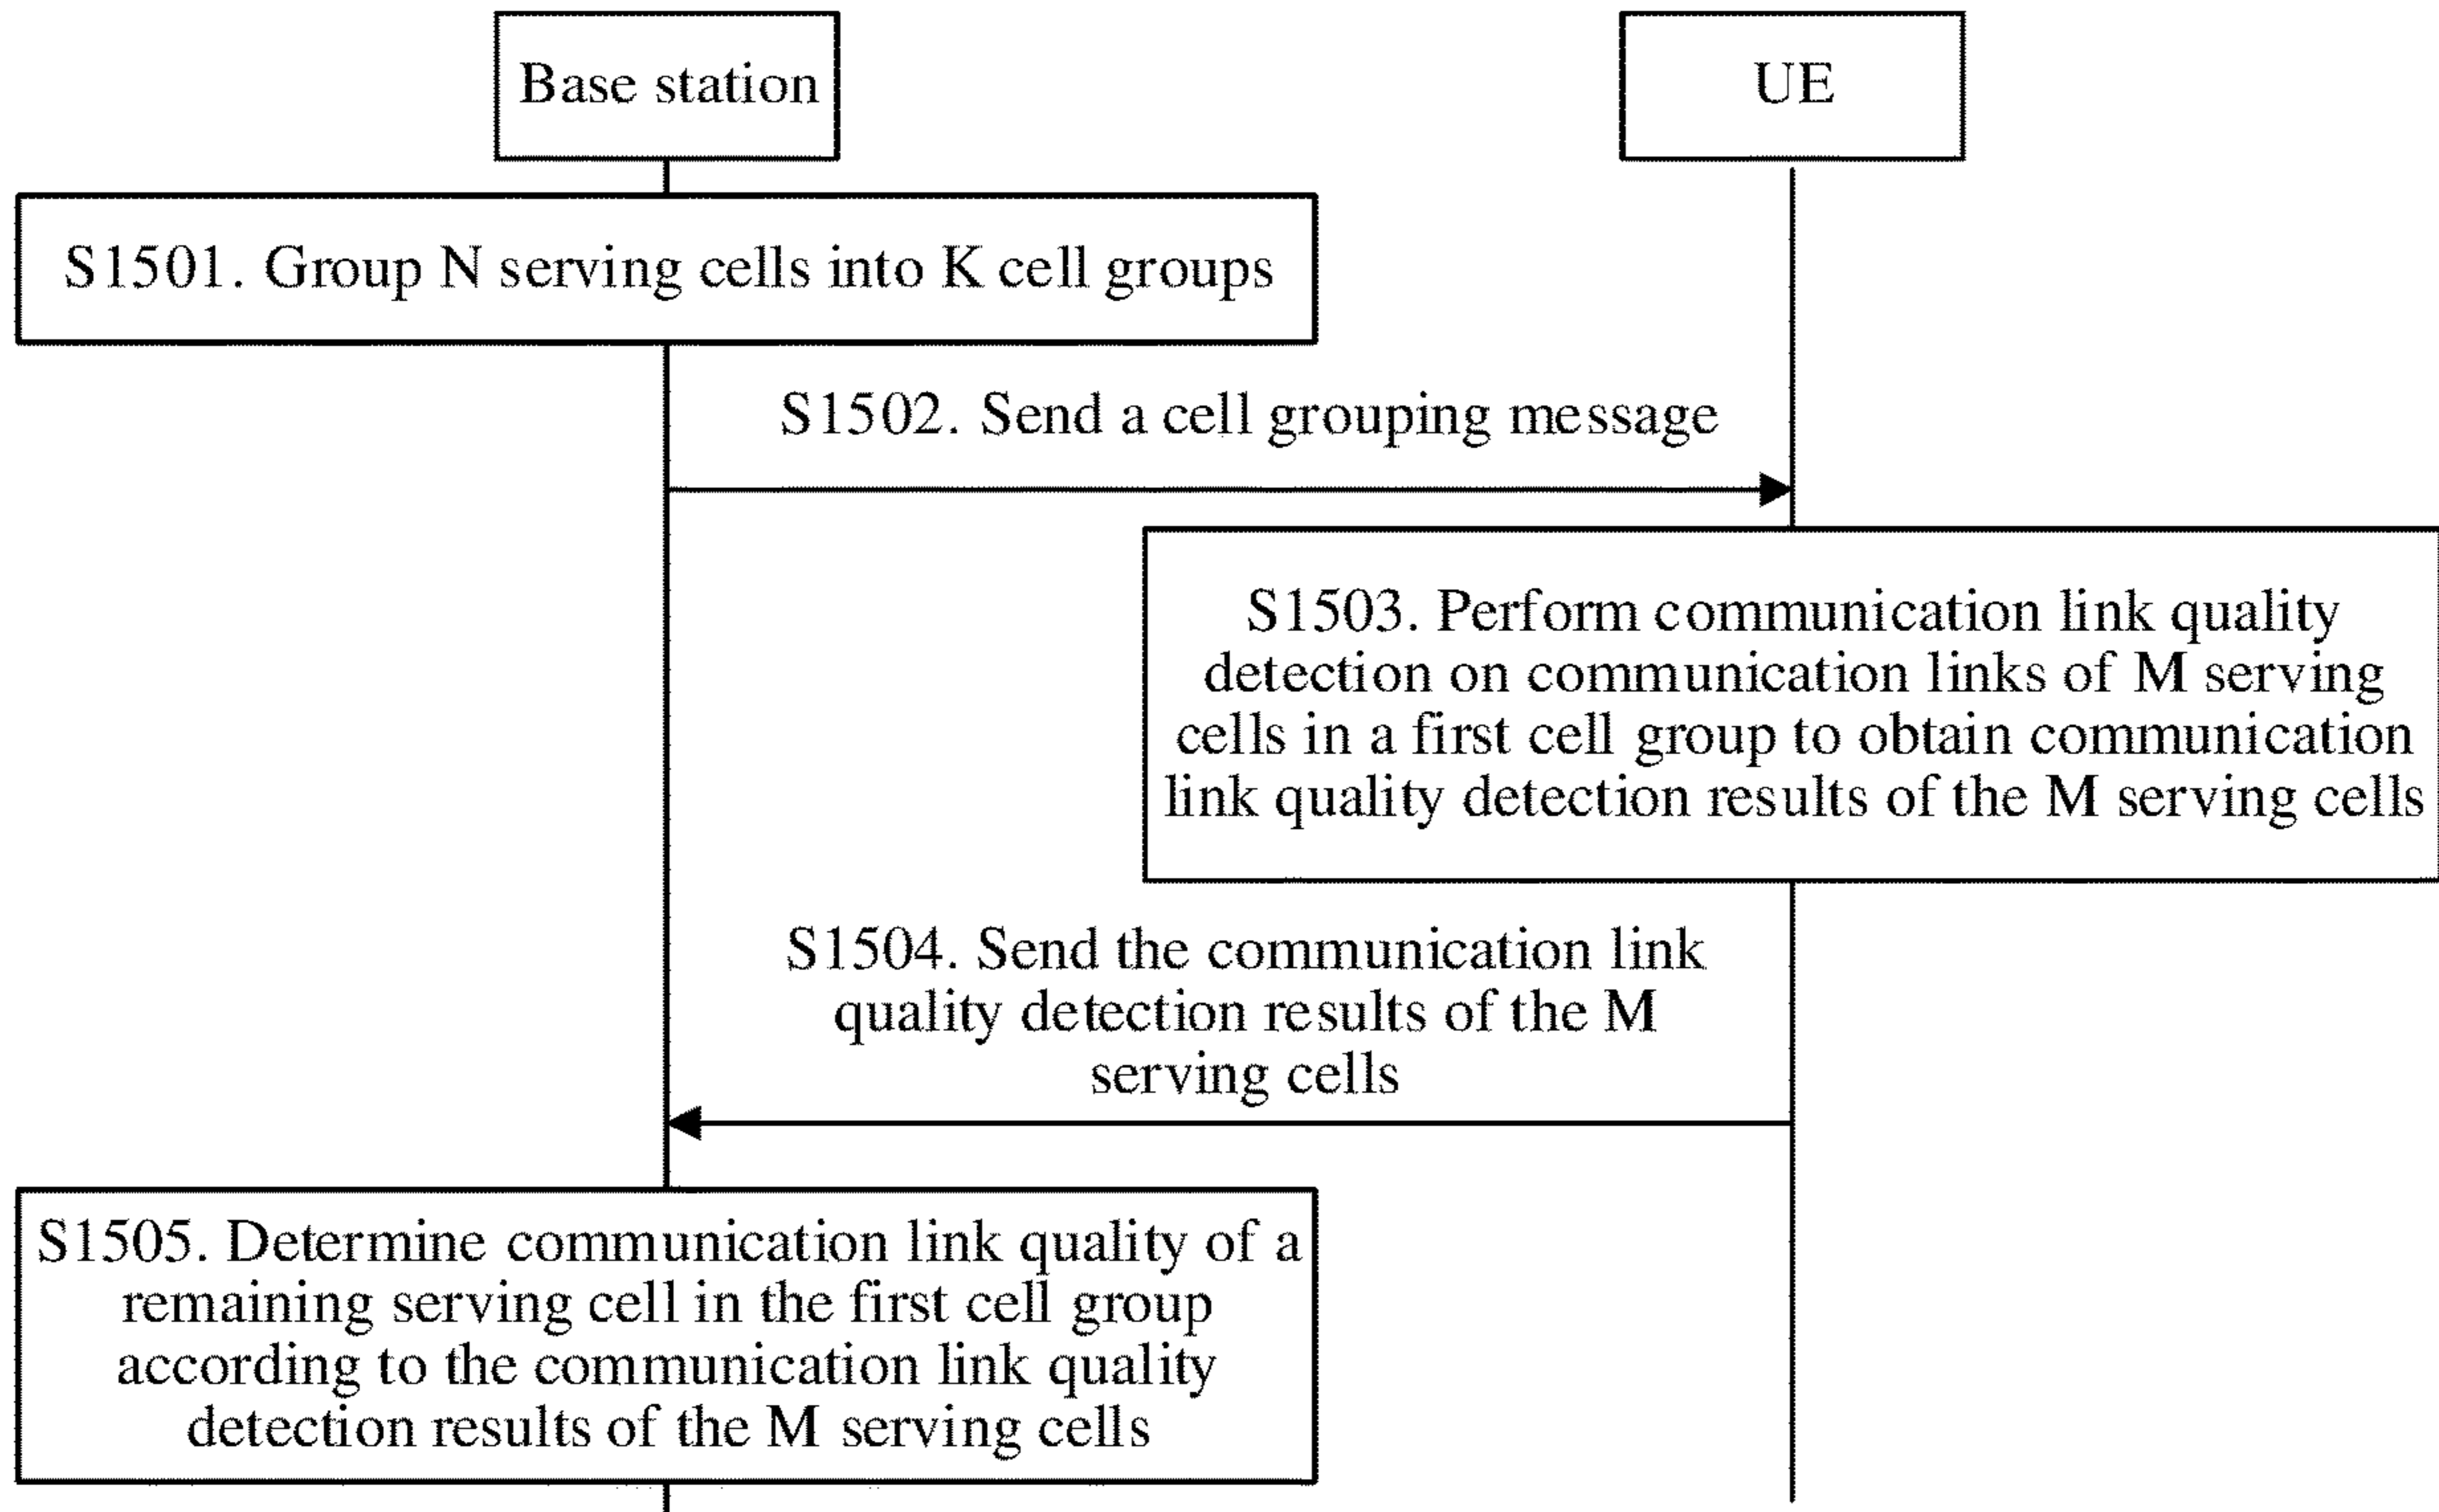 Base station
UE
S1501. Group N serving cells into K cell groups
S1502. Send a cell grouping message
S1503. Perform communication link quality
detection on communication links of M serving
cells in a first cell group to obtain communication
link quality detection results of the M serving cells
S1504. Send the communication link
quality detection results of the M
serving cells
S1505. Determine communication link quality of a
remaining serving cell in the first cell group
according to the communication link quality
detection results of the M serving cells